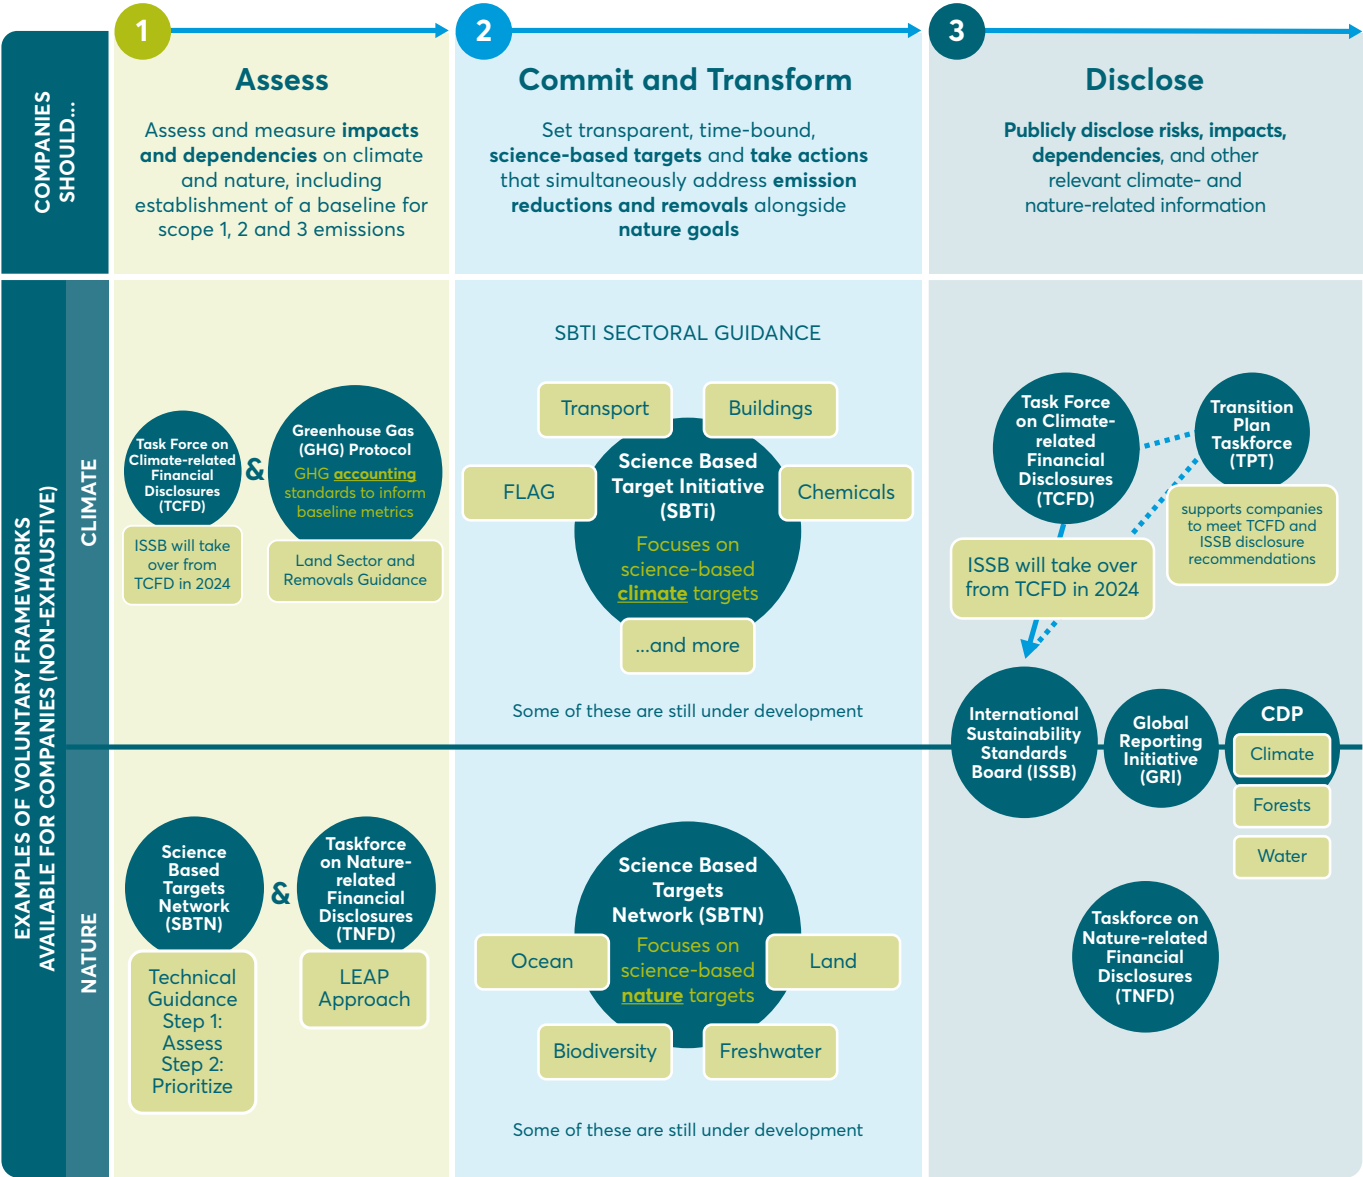 1
2
3
COMPANIES
SHOULD...
Assess
Assess and measure impacts
and dependencies on climate
and nature, including
establishment of a baseline for
scope 1, 2 and 3 emissions
Commit and Transform
Set transparent, time-bound,
science-based targets and take actions
that simultaneously address emission
reductions and removals alongside
nature goals
Disclose
Publicly disclose risks, impacts,
dependencies, and other
relevant climate- and
nature-related information
EXAMPLES OF VOLUNTARY FRAMEWORKS
AVAILABLE FOR COMPANIES (NON-EXHAUSTIVE)
CLIMATE
Task Force on
Climate-related
Financial
Disclosures
(TCFD)
ISSB will take
over from
TCFD in 2024
&
Greenhouse Gas
(GHG) Protocol
GHG accounting
standards to inform
baseline metrics
Land Sector and
Removals Guidance
SBTI SECTORAL GUIDANCE
Transport
Buildings
FLAG
Science Based
Target Initiative
(SBTi)
Focuses on
science-based
climate targets
Chemicals
...and more
Some of these are still under development
Task Force
on Climate-
related
Financial
Disclosures
(TCFD)
Transition
Plan
Taskforce
(TPT)
supports companies
to meet TCFD and
ISSB disclosure
recommendations
ISSB will take over
from TCFD in 2024
International
Sustainability
Standards
Board (ISSB)
Global
Reporting
Initiative
(GRI)
CDP
Climate
Forests
Water
NATURE
Science
Based
Targets
Network
(SBTN)
Technical
Guidance
Step 1:
Assess
Step 2:
Prioritize
&
Taskforce
on Nature-
related
Financial
Disclosures
(TNFD)
LEAP
Approach
Science Based
Targets
Network (SBTN)
Focuses on
science-based
nature targets
Ocean
Land
Biodiversity
Freshwater
Some of these are still under development
Taskforce on
Nature-related
Financial
Disclosures
(TNFD)